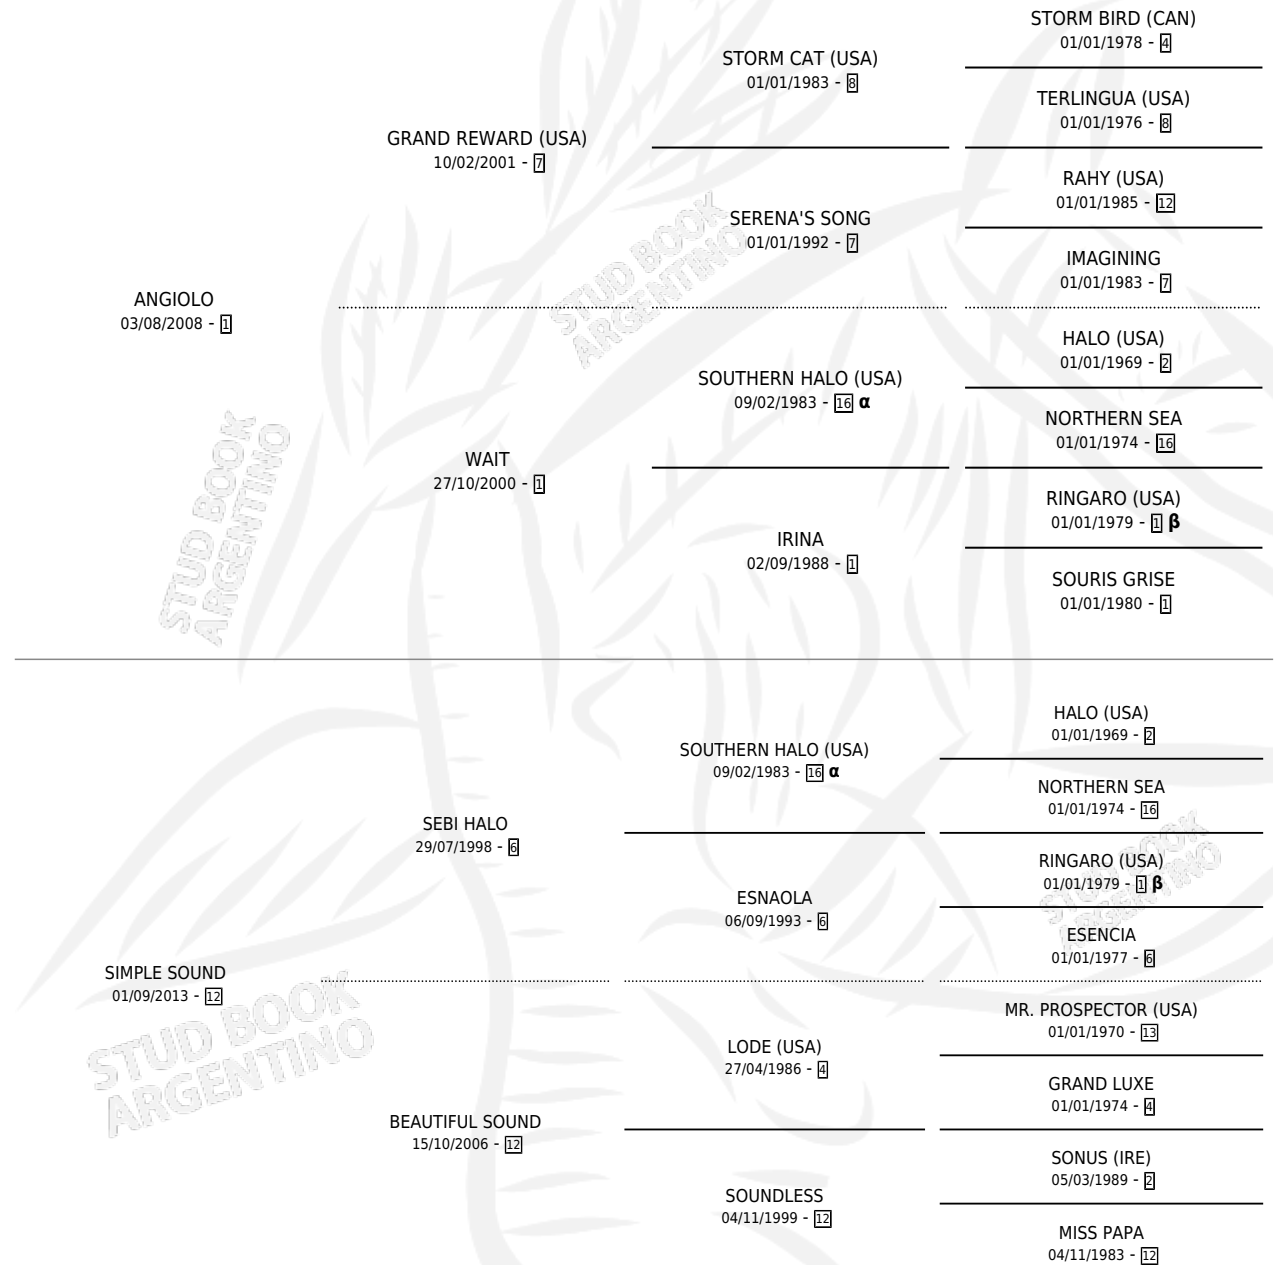 STORM BIRD (CAN)
01/01/1978 - 4
STORM CAT (USA)
01/01/1983 - 8
TERLINGUA (USA)
01/01/1976 - 8
GRAND REWARD (USA)
10/02/2001 - 7
RAHY (USA)
01/01/1985 - 12
SERENA'S SONG
01/01/1992 - 7
IMAGINING
01/01/1983 - 7
ANGIOLO
03/08/2008 - 1
HALO (USA)
01/01/1969 - 2
SOUTHERN HALO (USA)
09/02/1983 - 16 α
NORTHERN SEA
01/01/1974 - 16
WAIT
27/10/2000 - 1
RINGARO (USA)
01/01/1979 - 1 β
IRINA
02/09/1988 - 1
SOURIS GRISE
01/01/1980 - 1
HALO (USA)
01/01/1969 - 2
SOUTHERN HALO (USA)
09/02/1983 - 16 α
NORTHERN SEA
01/01/1974 - 16
SEBI HALO
29/07/1998 - 6
RINGARO (USA)
01/01/1979 - 1 β
ESNAOLA
06/09/1993 - 6
ESENCIA
01/01/1977 - 6
SIMPLE SOUND
01/09/2013 - 12
MR. PROSPECTOR (USA)
01/01/1970 - 13
LODE (USA)
27/04/1986 - 4
GRAND LUXE
01/01/1974 - 4
BEAUTIFUL SOUND
15/10/2006 - 12
SONUS (IRE)
05/03/1989 - 2
SOUNDLESS
04/11/1999 - 12
MISS PAPA
04/11/1983 - 12
STUD BOOK
ARGENTINO
STUD BOOK
ARGENTINO
STUD BOOK
ARGENTINO
STUD BOOK
ARGENTINO